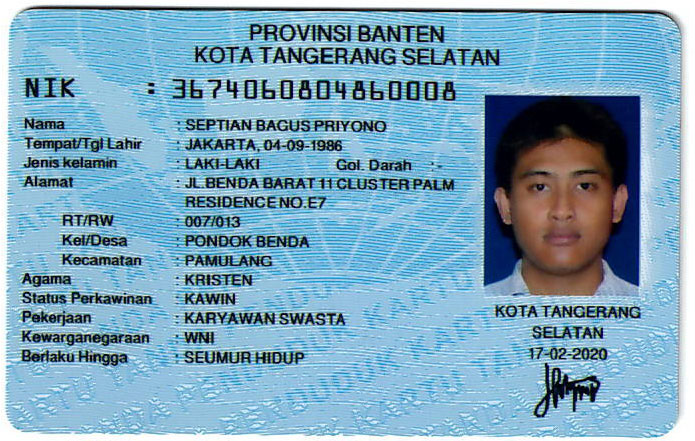 PROVINSI BANTEN
KOTA TANGERANG SELATAN
NIK : 3674060804860008
Nama : SEPTIAN BAGUS PRIYONO
Tempat/Tgl Lahir : JAKARTA, 04-09-1986
Jenis kelamin : LAKI-LAKI Gol. Darah :-
Alamat : JL.BENDA BARAT 11 CLUSTER PALM
RESIDENCE NO.E7
RT/RW : 007/013
Kel/Desa : PONDOK BENDA
Kecamatan : PAMULANG
Agama : KRISTEN
Status Perkawinan : KAWIN
Pekerjaan : KARYAWAN SWASTA
Kewarganegaraan : WNI
Berlaku Hingga : SEUMUR HIDUP
KOTA TANGERANG
SELATAN
17-02-2020